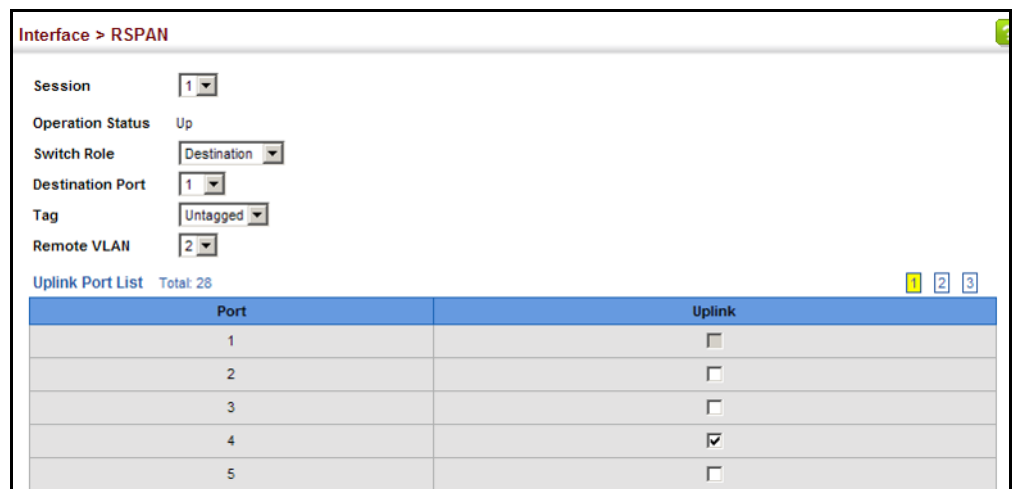 Interface > RSPAN
?
Session 1
Operation Status Up
Switch Role Destination
Destination Port 1
Tag Untagged
Remote VLAN 2
Uplink Port List Total: 28 1 2 3
Port Uplink
1
2
3
4
5